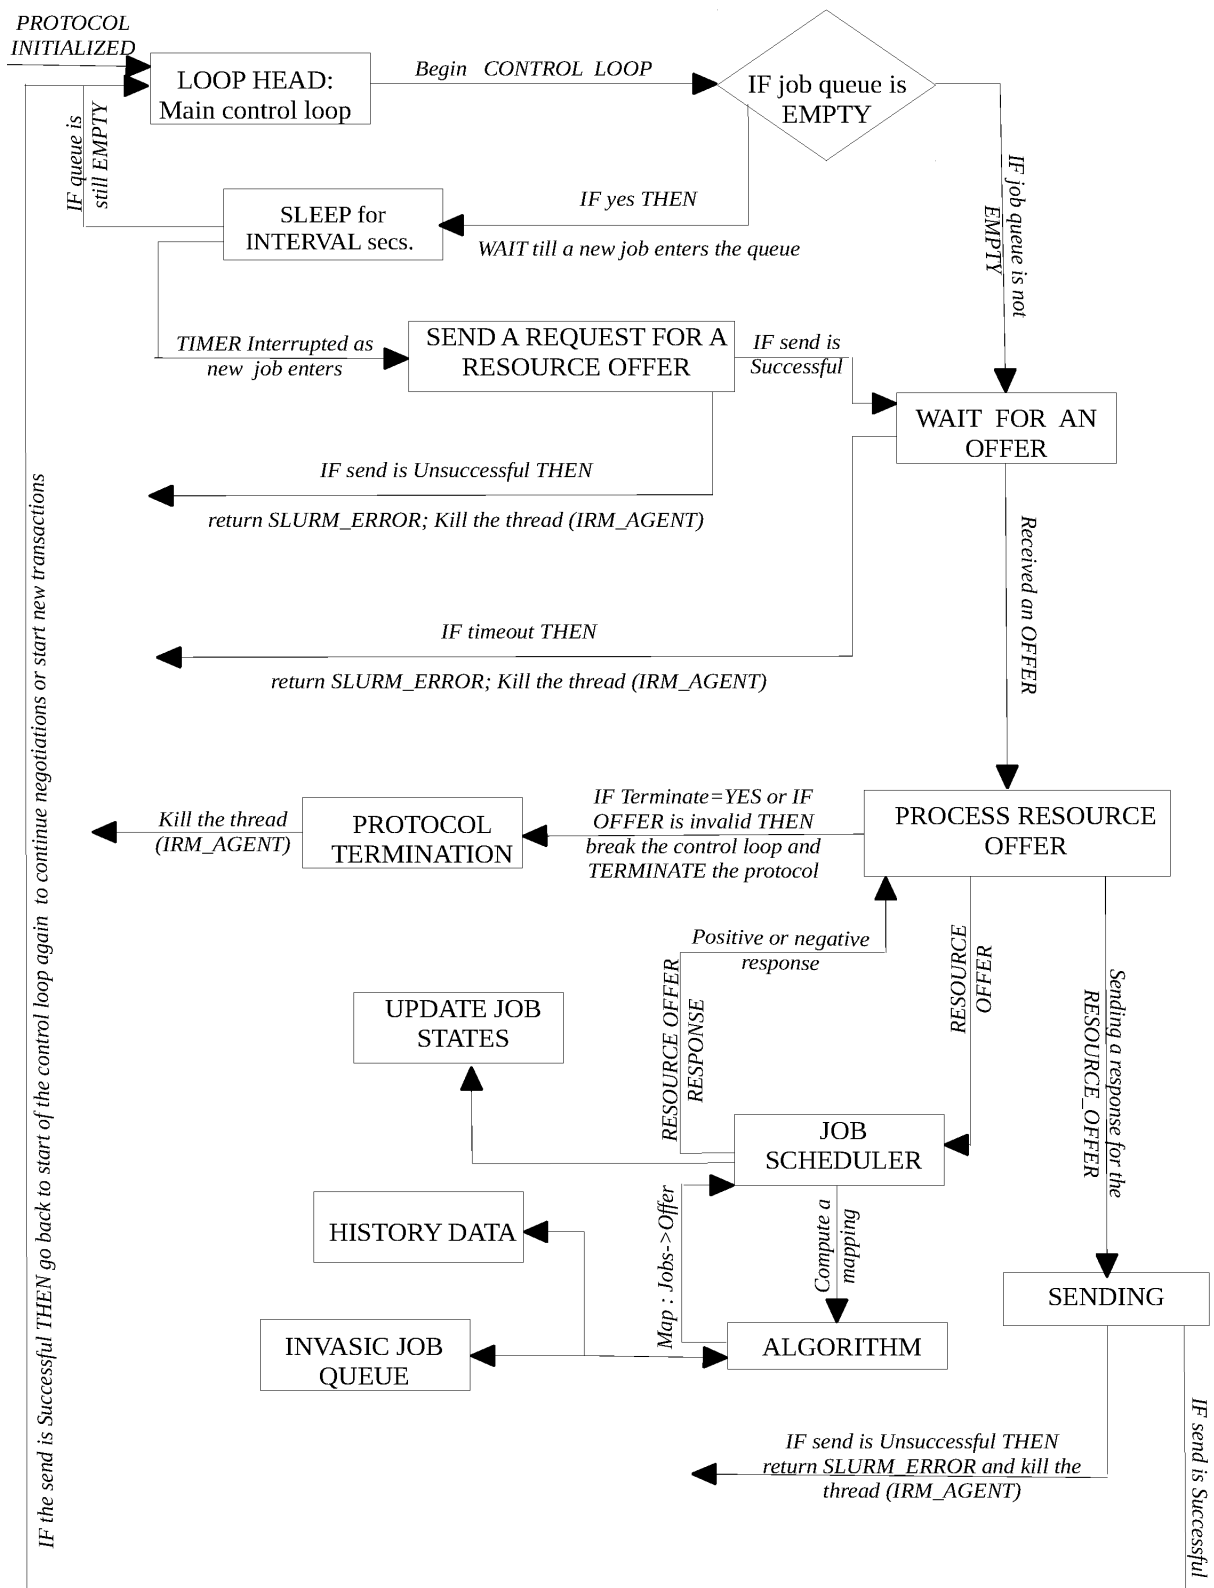 PROTOCOL
INITIALIZED
LOOP HEAD:
Main control loop
Begin CONTROL LOOP
IF job queue is
EMPTY
IF queue is
still EMPTY
IF job queue is not
EMPTY
SLEEP for
INTERVAL secs.
IF yes THEN
WAIT till a new job enters the queue
TIMER Interrupted as
new job enters
SEND A REQUEST FOR A
RESOURCE OFFER
IF send is
Successful
WAIT FOR AN
OFFER
IF send is Unsuccessful THEN
return SLURM_ERROR; Kill the thread (IRM_AGENT)
Received an OFFER
IF timeout THEN
return SLURM_ERROR; Kill the thread (IRM_AGENT)
IF the send is Successful THEN go back to start of the control loop again to continue negotiations or start new transactions
Kill the thread
(IRM_AGENT)
PROTOCOL
TERMINATION
IF Terminate=YES or IF
OFFER is invalid THEN
break the control loop and
TERMINATE the protocol
PROCESS RESOURCE
OFFER
Positive or negative
response
RESOURCE OFFER
RESPONSE
RESOURCE
OFFER
Sending a response for the
RESOURCE_OFFER
UPDATE JOB
STATES
JOB
SCHEDULER
HISTORY DATA
Map : Jobs->Offer
Compute a
mapping
SENDING
INVASIC JOB
QUEUE
ALGORITHM
IF send is Unsuccessful THEN
return SLURM_ERROR and kill the
thread (IRM_AGENT)
IF send is Successful